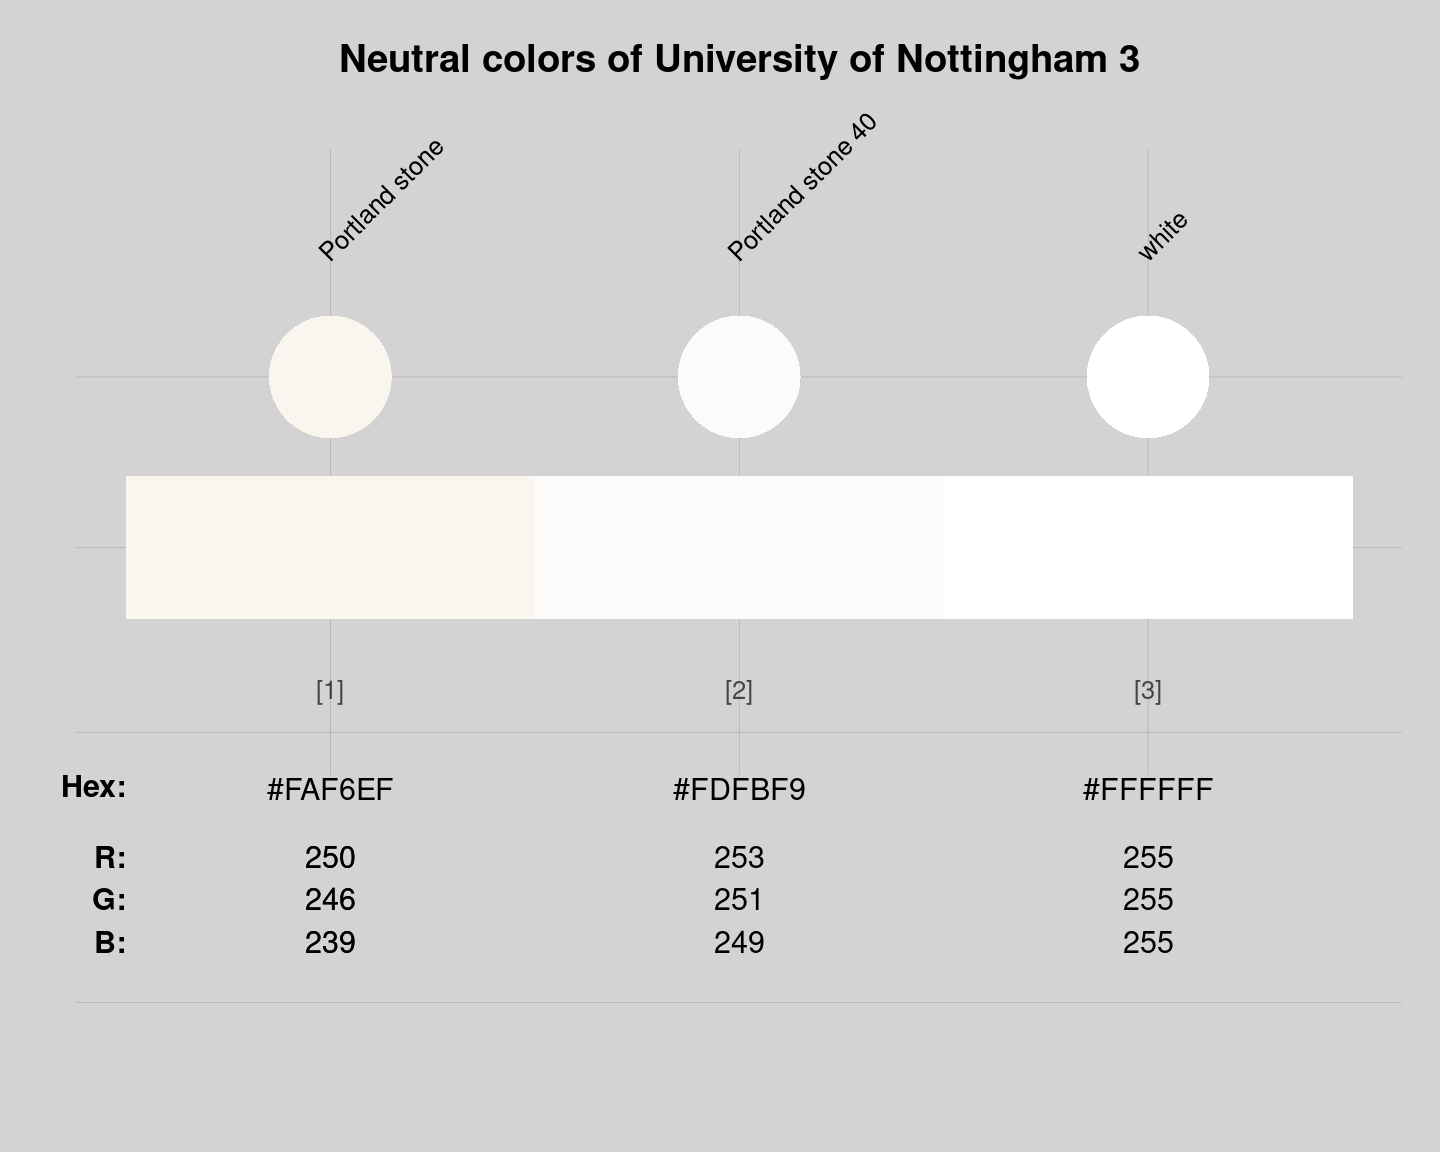 Neutral colors of University of Nottingham 3
Portland stone
Portland stone 40
white
[1] [2] [3]
Hex: #FAF6EF #FDFBF9 #FFFFFF
R: 250 253 255
G: 246 251 255
B: 239 249 255